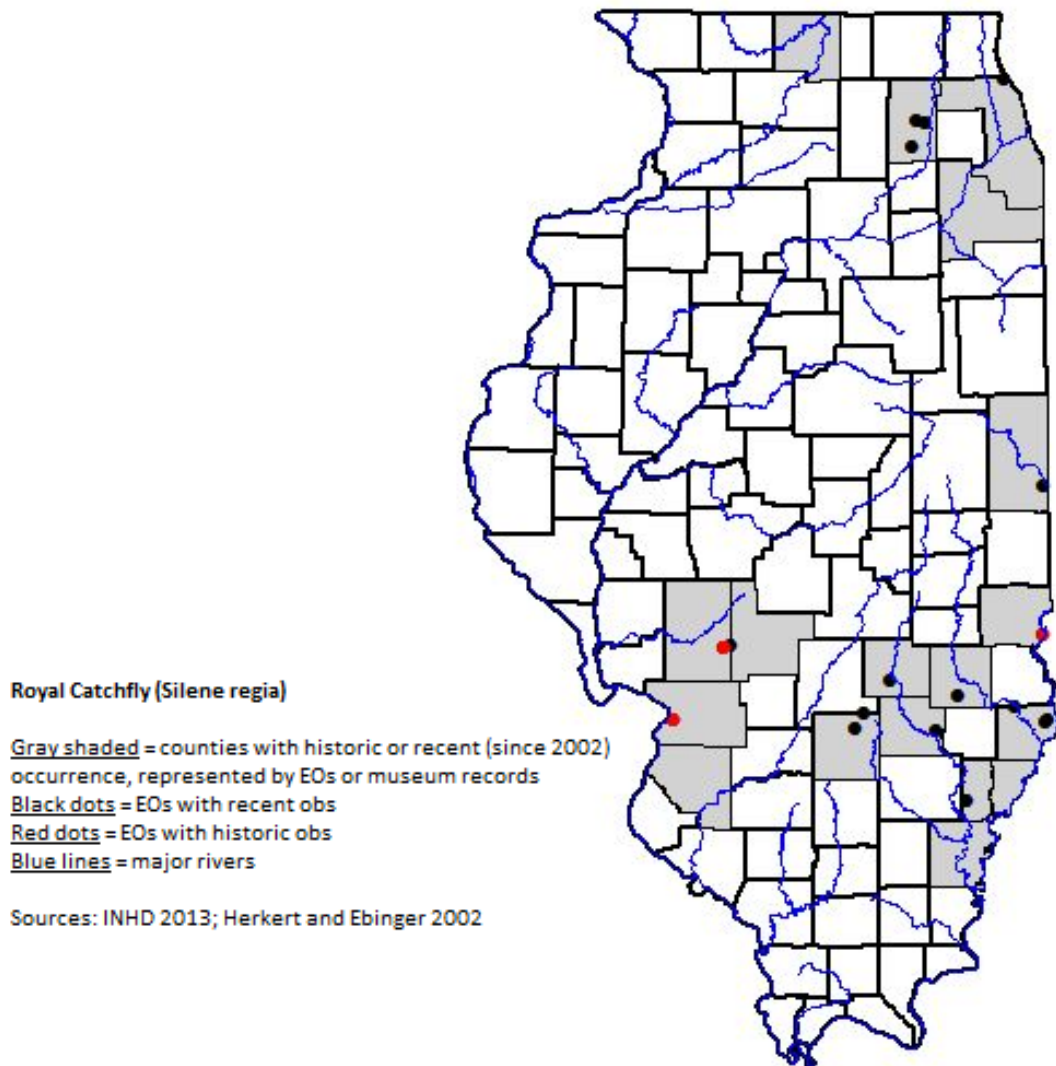 Royal Catchfly (Silene regia)
Gray shaded = counties with historic or recent (since 2002)
occurrence, represented by EOs or museum records
Black dots = EOs with recent obs
Red dots = EOs with historic obs
Blue lines = major rivers
Sources: INHD 2013; Herkert and Ebinger 2002